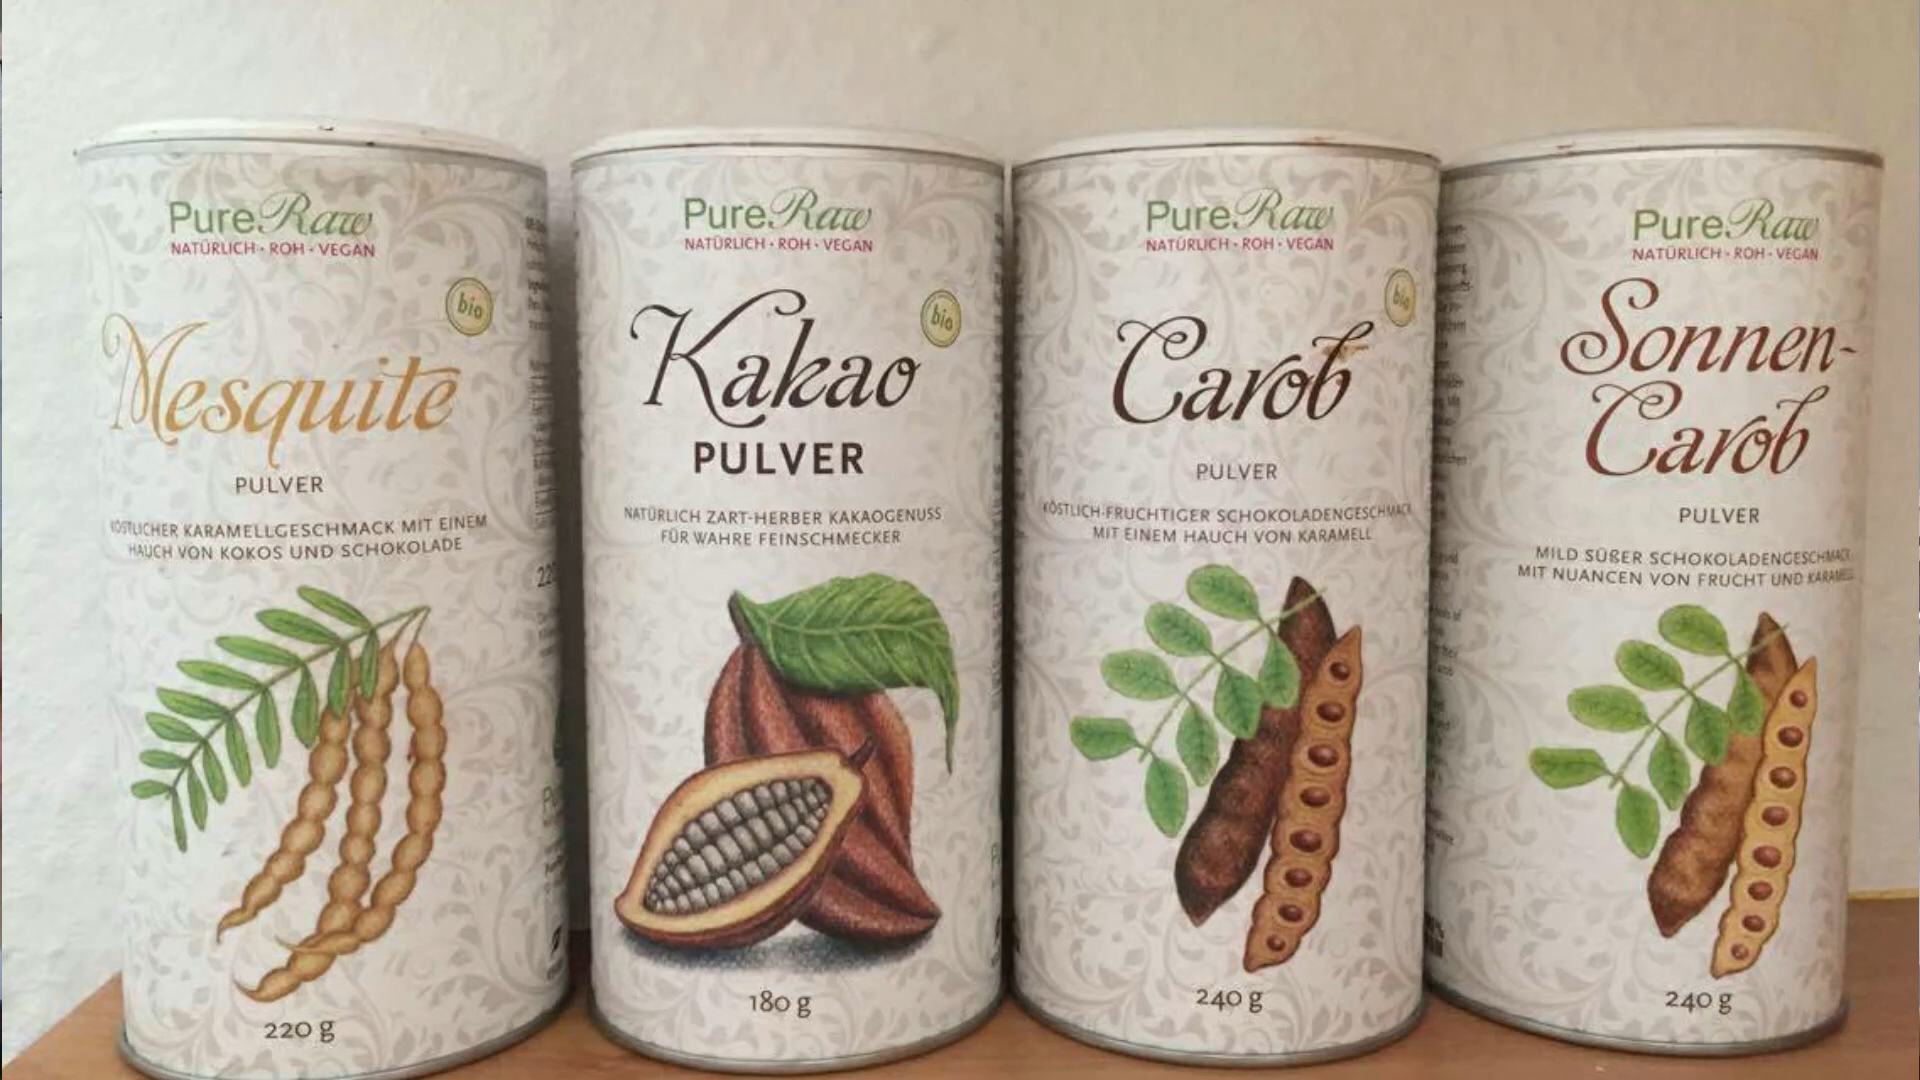 PureRaw
NATÜRLICH · ROH · VEGAN
bio
Mesquite
PULVER
KÖSTLICHER KARAMELLGESCHMACK MIT EINEM
HAUCH VON KOKOS UND SCHOKOLADE
220 g
PureRaw
NATÜRLICH · ROH · VEGAN
bio
Kakao
PULVER
NATÜRLICH ZART-HERBER KAKAOGENUSS
FÜR WAHRE FEINSCHMECKER
180 g
PureRaw
NATÜRLICH · ROH · VEGAN
bio
Carob
PULVER
KÖSTLICH-FRUCHTIGER SCHOKOLADENGESCHMACK
MIT EINEM HAUCH VON KARAMELL
240 g
PureRaw
NATÜRLICH · ROH · VEGAN
Sonnen-
Carob
PULVER
MILD SÜßER SCHOKOLADENGESCHMACK
MIT NUANCEN VON FRUCHT UND KARAMELL
240 g